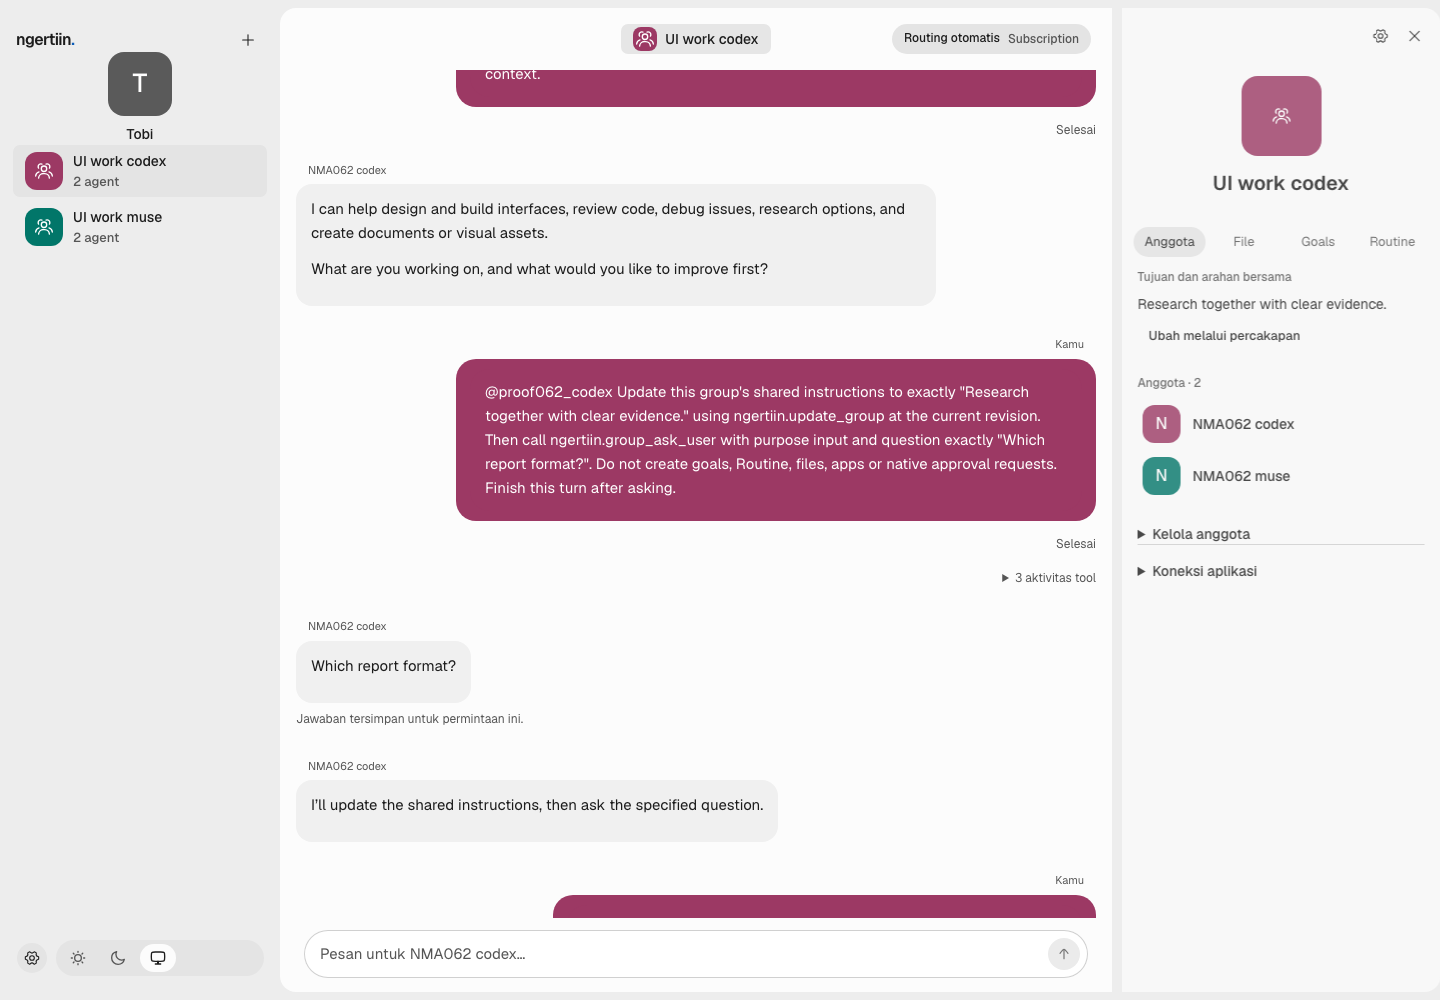 ngertiin.
T
Tobi
UI work codex
2 agent
UI work muse
2 agent
UI work codex
Routing otomatis Subscription
context.
Selesai
NMA062 codex
I can help design and build interfaces, review code, debug issues, research options, and
create documents or visual assets.
What are you working on, and what would you like to improve first?
Kamu
@proof062_codex Update this group's shared instructions to exactly "Research
together with clear evidence." using ngertiin.update_group at the current revision.
Then call ngertiin.group_ask_user with purpose input and question exactly "Which
report format?". Do not create goals, Routine, files, apps or native approval requests.
Finish this turn after asking.
Selesai
3 aktivitas tool
NMA062 codex
Which report format?
Jawaban tersimpan untuk permintaan ini.
NMA062 codex
I’ll update the shared instructions, then ask the specified question.
Kamu
Pesan untuk NMA062 codex...
UI work codex
Anggota File Goals Routine
Tujuan dan arahan bersama
Research together with clear evidence.
Ubah melalui percakapan
Anggota · 2
N
NMA062 codex
N
NMA062 muse
Kelola anggota
Koneksi aplikasi